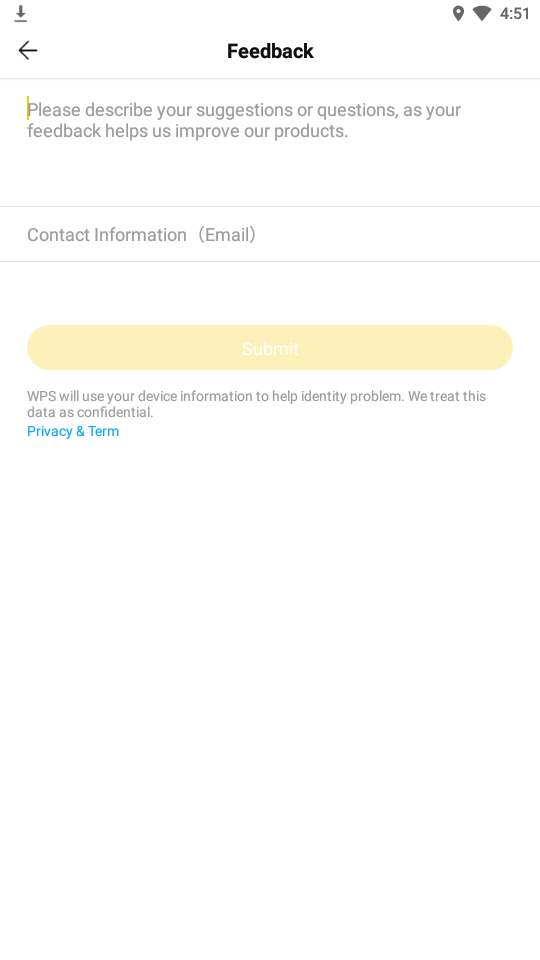 4:51
Feedback
Please describe your suggestions or questions, as your
feedback helps us improve our products.
Contact Information（Email）
Submit
WPS will use your device information to help identity problem. We treat this
data as confidential.
Privacy & Term